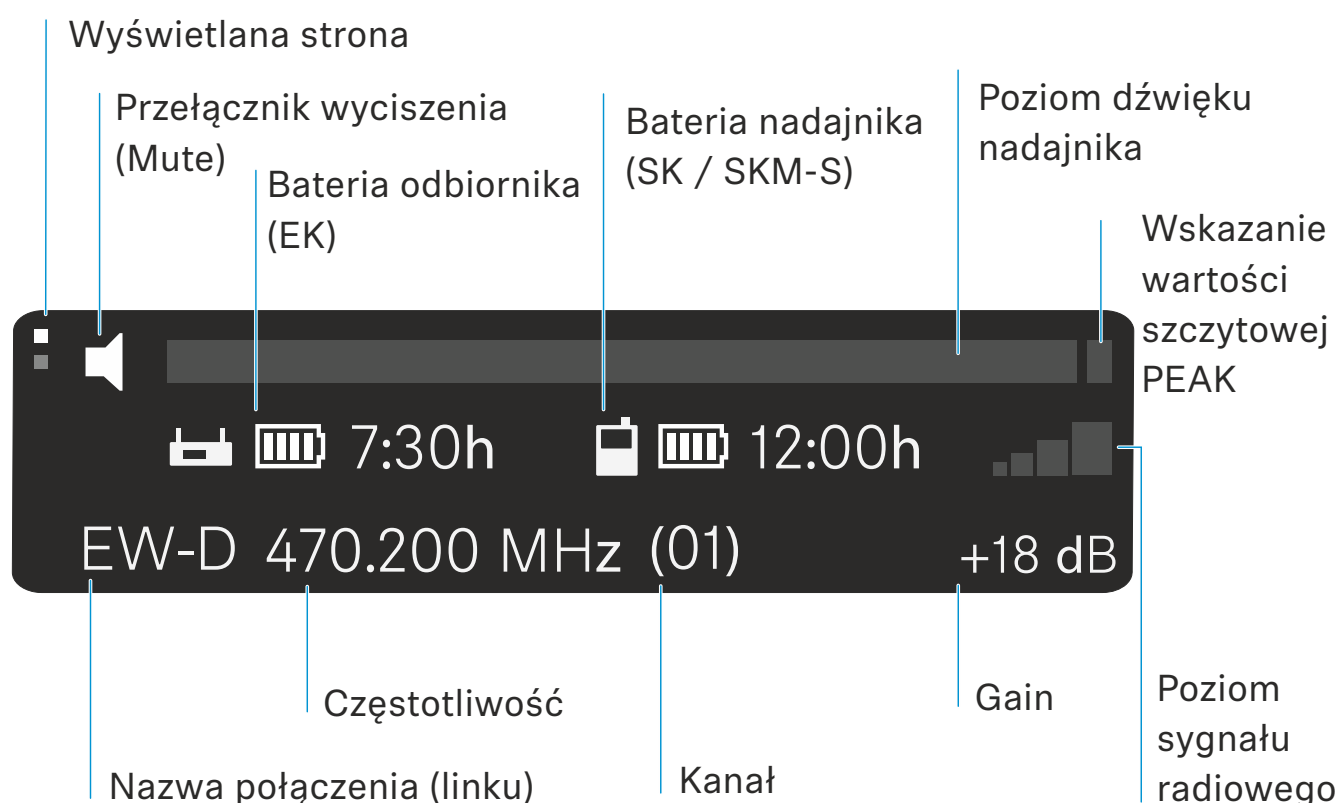 Wyświetlana strona
Przełącznik wyciszenia
(Mute)
Bateria odbiornika
(EK)
Bateria nadajnika
(SK / SKM-S)
Poziom dźwięku
nadajnika
Wskazanie
wartości
szczytowej
PEAK
7:30h
12:00h
EW-D 470.200 MHz (01)
+18 dB
Częstotliwość
Nazwa połączenia (linku)
Kanał
Gain
Poziom
sygnału
radiowego